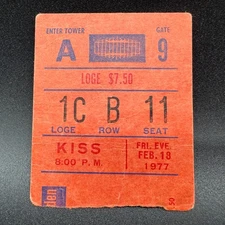 ENTER TOWER GATE
A 9
LOGE $7.50
1C B 11
LOGE ROW SEAT
KISS FRI. EVE.
8:00 P.M FEB. 18
1977